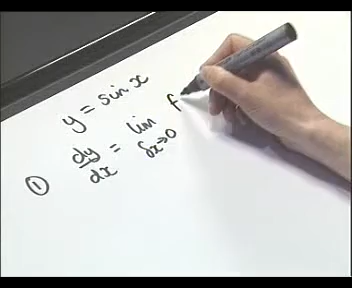 y = sin x
① dy/dx = lim δx→0 f